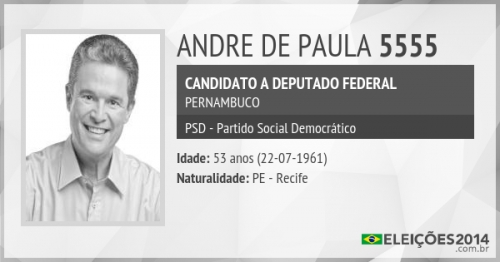 ANDRE DE PAULA 5555
CANDIDATO A DEPUTADO FEDERAL
PERNAMBUCO
PSD - Partido Social Democrático
Idade: 53 anos (22-07-1961)
Naturalidade: PE - Recife
ELEIÇÕES2014
.com.br